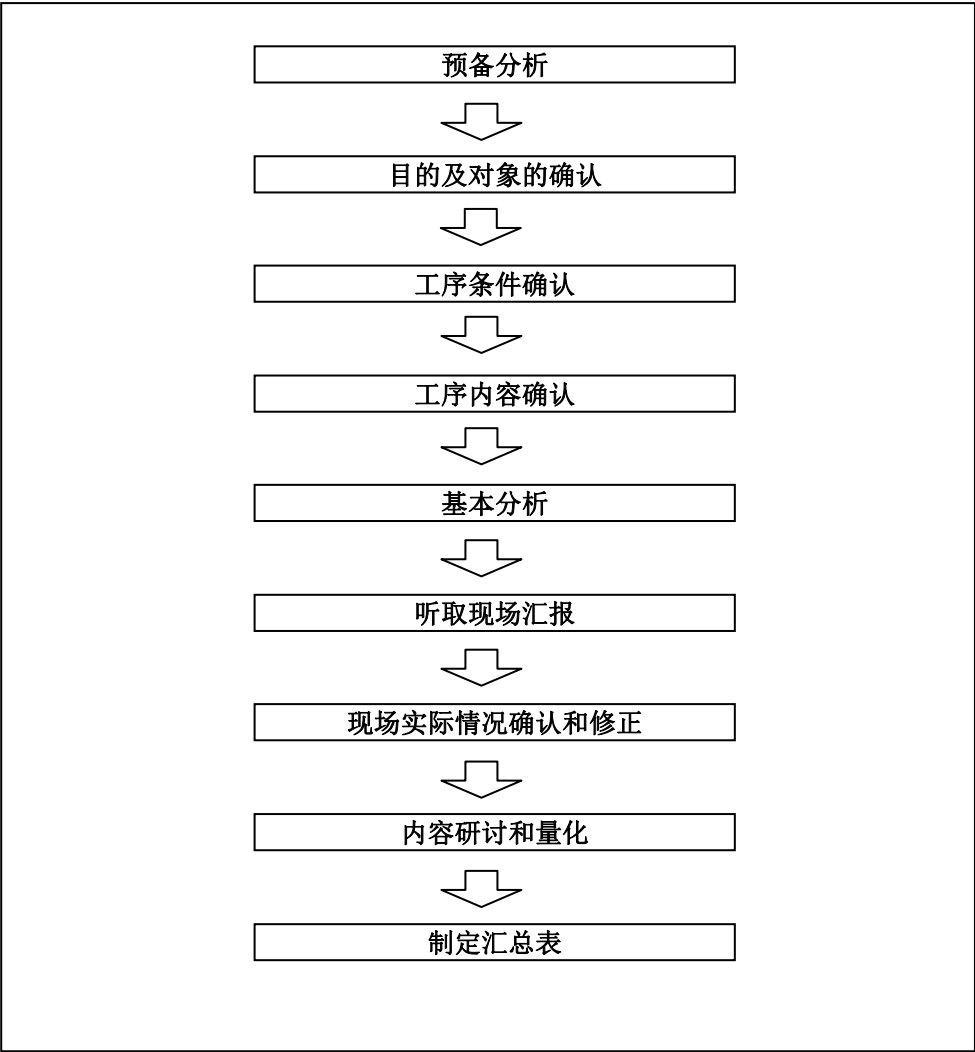 预备分析
目的及对象的确认
工序条件确认
工序内容确认
基本分析
听取现场汇报
现场实际情况确认和修正
内容研讨和量化
制定汇总表